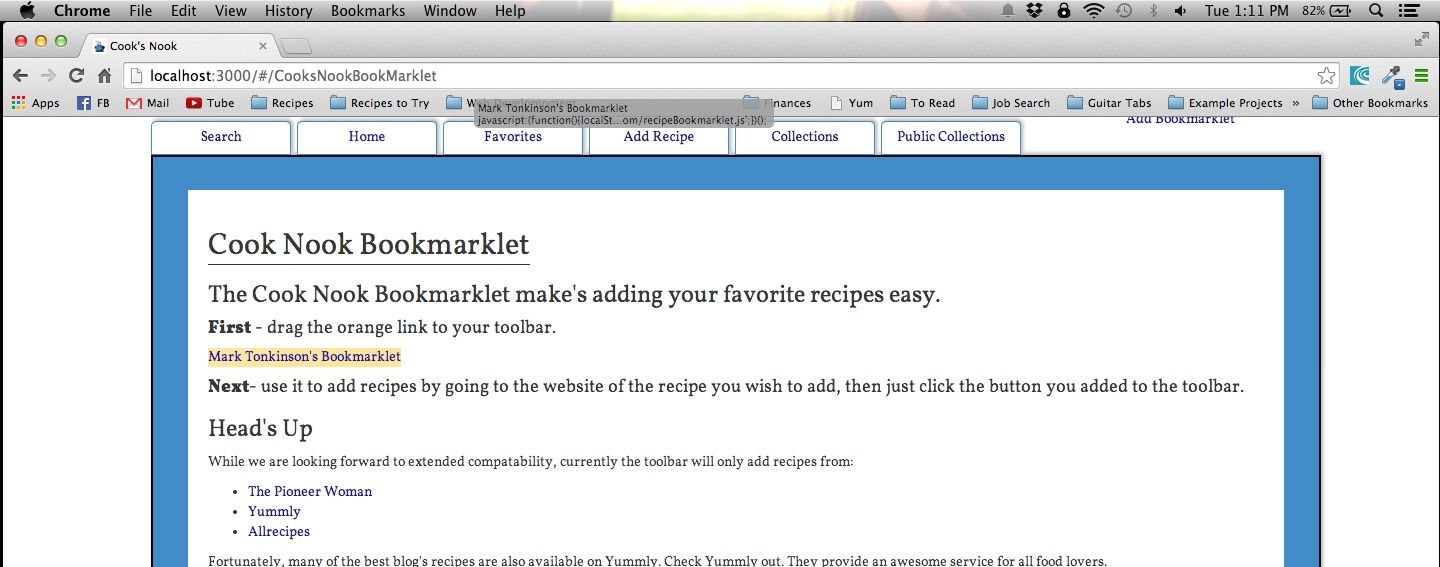 Chrome File Edit View History Bookmarks Window Help Tue 1:11 PM 82%
Cook's Nook
localhost:3000/#/CooksNookBookMarklet
Apps FB Mail Tube Recipes Recipes to Try Finances Yum To Read Job Search Guitar Tabs Example Projects » Other Bookmarks
Mark Tonkinson's Bookmarklet
javascript:(function(){localSt...om/recipeBookmarklet.js';})();
Add Bookmarklet
Search Home Favorites Add Recipe Collections Public Collections
Cook Nook Bookmarklet
The Cook Nook Bookmarklet make's adding your favorite recipes easy.
First - drag the orange link to your toolbar.
Mark Tonkinson's Bookmarklet
Next- use it to add recipes by going to the website of the recipe you wish to add, then just click the button you added to the toolbar.
Head's Up
While we are looking forward to extended compatability, currently the toolbar will only add recipes from:
• The Pioneer Woman
• Yummly
• Allrecipes
Fortunately, many of the best blog's recipes are also available on Yummly. Check Yummly out. They provide an awesome service for all food lovers.